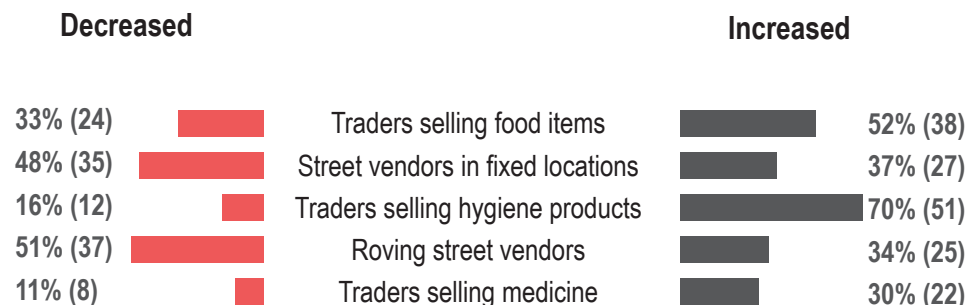 Decreased Increased
33% (24) Traders selling food items 52% (38)
48% (35) Street vendors in fixed locations 37% (27)
16% (12) Traders selling hygiene products 70% (51)
51% (37) Roving street vendors 34% (25)
11% (8) Traders selling medicine 30% (22)